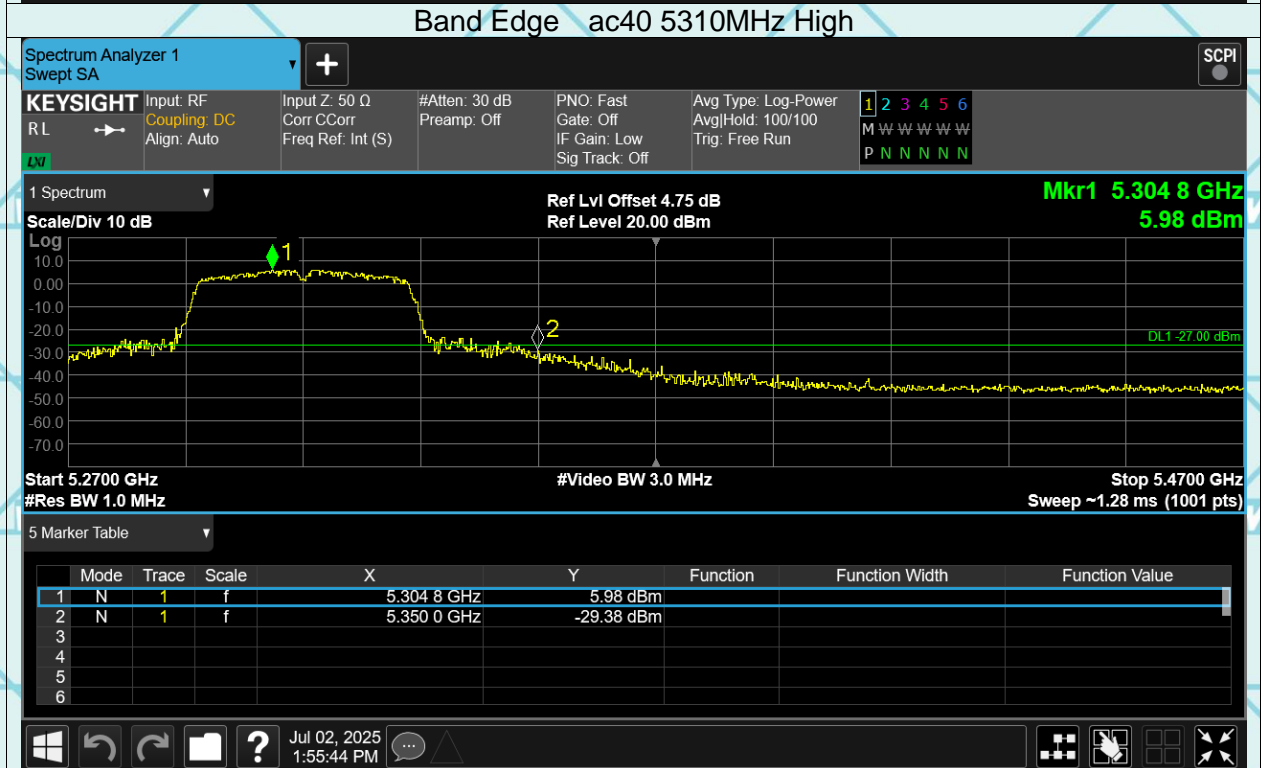 Band Edge ac40 5310MHz High
Spectrum Analyzer 1
Swept SA
SCPI
KEYSIGHT Input: RF Input Z: 50 Ω #Atten: 30 dB PNO: Fast Avg Type: Log-Power 1 2 3 4 5 6
R L Coupling: DC Corr CCorr Preamp: Off Gate: Off Avg|Hold: 100/100 M W W W W W W
Align: Auto Freq Ref: Int (S) IF Gain: Low Trig: Free Run P N N N N N N
LXI Sig Track: Off
1 Spectrum Ref Lvl Offset 4.75 dB Mkr1 5.304 8 GHz
Scale/Div 10 dB Ref Level 20.00 dBm 5.98 dBm
Log
1
10.0
0.00
-10.0
-20.0
2
DL1 -27.00 dBm
-30.0
-40.0
-50.0
-60.0
-70.0
Start 5.2700 GHz #Video BW 3.0 MHz Stop 5.4700 GHz
#Res BW 1.0 MHz Sweep ~1.28 ms (1001 pts)
5 Marker Table
Mode Trace Scale X Y Function Function Width Function Value
1 N 1 f 5.304 8 GHz 5.98 dBm
2 N 1 f 5.350 0 GHz -29.38 dBm
3
4
5
6
? Jul 02, 2025
1:55:44 PM